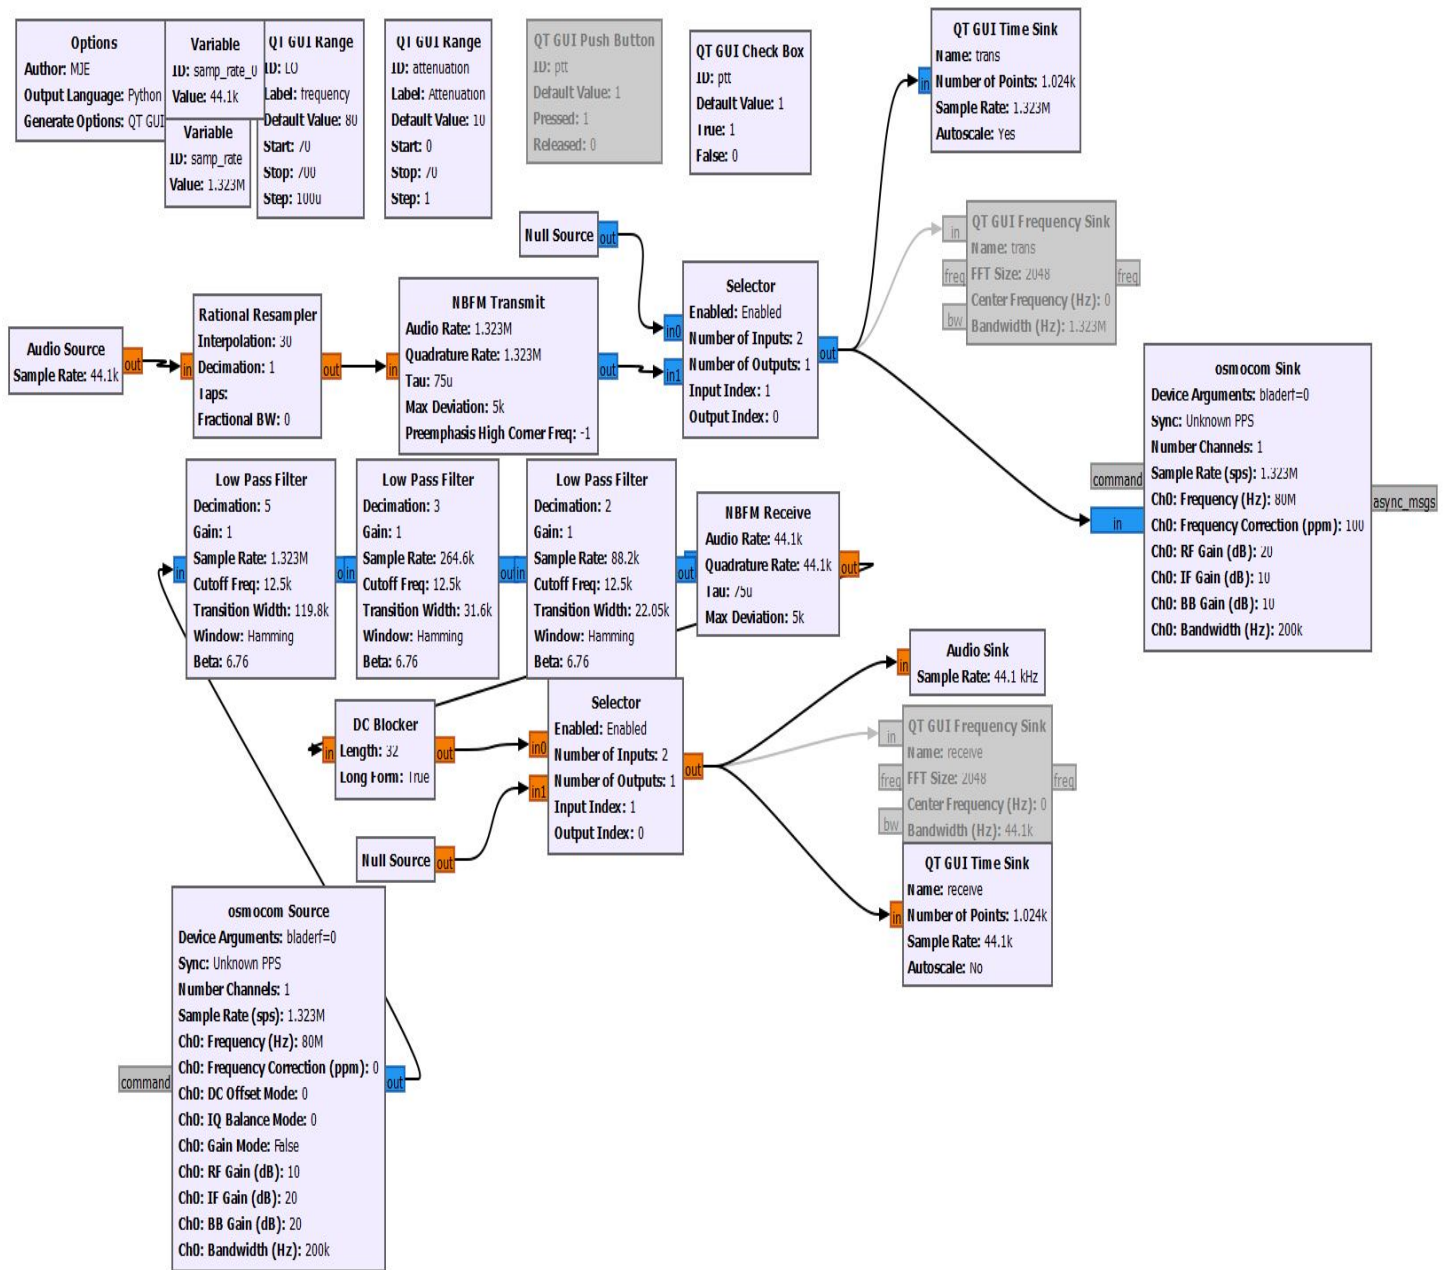 Options
Author: MJE
Output Language: Python
Generate Options: QT GUI
Variable
ID: samp_rate_0
Value: 44.1k
Variable
ID: samp_rate
Value: 1.323M
QT GUI Range
ID: LO
Label: frequency
Default Value: 80
Start: 70
Stop: 700
Step: 100u
QT GUI Range
ID: attenuation
Label: Attenuation
Default Value: 10
Start: 0
Stop: 70
Step: 1
QT GUI Push Button
ID: ptt
Default Value: 1
Pressed: 1
Released: 0
QT GUI Check Box
ID: ptt
Default Value: 1
True: 1
False: 0
QT GUI Time Sink
Name: trans
Number of Points: 1.024k
Sample Rate: 1.323M
Autoscale: Yes
in
Null Source
out
QT GUI Frequency Sink
Name: trans
FFT Size: 2048
Center Frequency (Hz): 0
Bandwidth (Hz): 1.323M
in
freq
bw
freq
Audio Source
Sample Rate: 44.1k
out
Rational Resampler
Interpolation: 30
Decimation: 1
Taps:
Fractional BW: 0
in
out
NBFM Transmit
Audio Rate: 1.323M
Quadrature Rate: 1.323M
Tau: 75u
Max Deviation: 5k
Preemphasis High Corner Freq: -1
in
out
Selector
Enabled: Enabled
Number of Inputs: 2
Number of Outputs: 1
Input Index: 1
Output Index: 0
in0
in1
out
osmocom Sink
Device Arguments: bladerf=0
Sync: Unknown PPS
Number Channels: 1
Sample Rate (sps): 1.323M
Ch0: Frequency (Hz): 80M
Ch0: Frequency Correction (ppm): 100
Ch0: RF Gain (dB): 20
Ch0: IF Gain (dB): 10
Ch0: BB Gain (dB): 10
Ch0: Bandwidth (Hz): 200k
command
in
async_msgs
Low Pass Filter
Decimation: 5
Gain: 1
Sample Rate: 1.323M
Cutoff Freq: 12.5k
Transition Width: 119.8k
Window: Hamming
Beta: 6.76
in
Low Pass Filter
Decimation: 3
Gain: 1
Sample Rate: 264.6k
Cutoff Freq: 12.5k
Transition Width: 31.6k
Window: Hamming
Beta: 6.76
in
Low Pass Filter
Decimation: 2
Gain: 1
Sample Rate: 88.2k
Cutoff Freq: 12.5k
Transition Width: 22.05k
Window: Hamming
Beta: 6.76
in
out
NBFM Receive
Audio Rate: 44.1k
Quadrature Rate: 44.1k
Tau: 75u
Max Deviation: 5k
out
Audio Sink
Sample Rate: 44.1 kHz
in
DC Blocker
Length: 32
Long Form: True
in
out
Selector
Enabled: Enabled
Number of Inputs: 2
Number of Outputs: 1
Input Index: 1
Output Index: 0
in0
in1
out
Null Source
out
QT GUI Frequency Sink
Name: receive
FFT Size: 2048
Center Frequency (Hz): 0
Bandwidth (Hz): 44.1k
in
freq
bw
freq
QT GUI Time Sink
Name: receive
Number of Points: 1.024k
Sample Rate: 44.1k
Autoscale: No
in
osmocom Source
Device Arguments: bladerf=0
Sync: Unknown PPS
Number Channels: 1
Sample Rate (sps): 1.323M
Ch0: Frequency (Hz): 80M
Ch0: Frequency Correction (ppm): 0
Ch0: DC Offset Mode: 0
Ch0: IQ Balance Mode: 0
Ch0: Gain Mode: False
Ch0: RF Gain (dB): 10
Ch0: IF Gain (dB): 20
Ch0: BB Gain (dB): 20
Ch0: Bandwidth (Hz): 200k
command
out